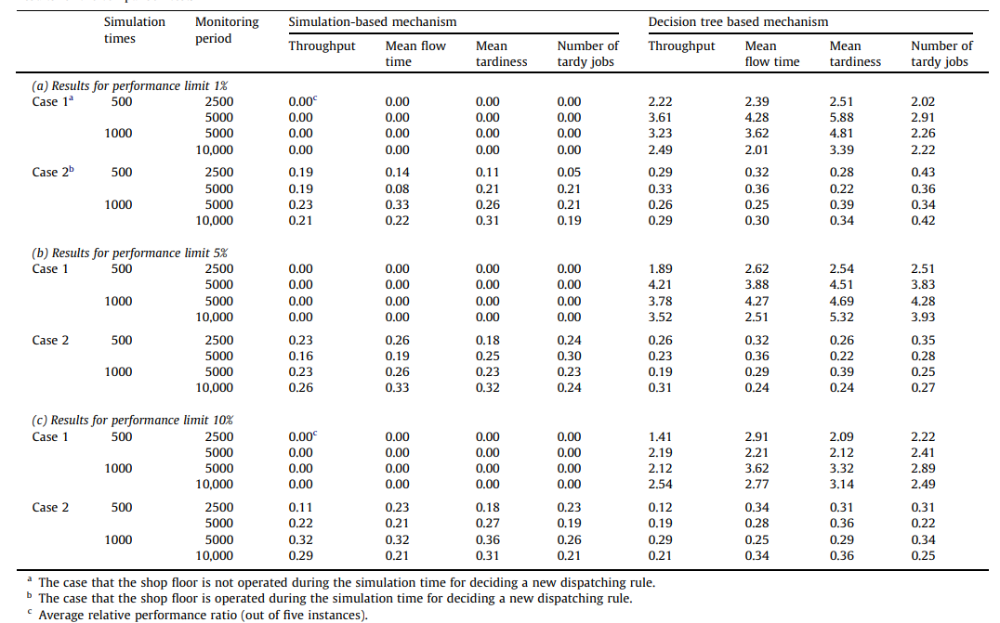 Simulation Monitoring Simulation-based mechanism Decision tree based mechanism
times period
Throughput Mean flow Mean Number of Throughput Mean Mean Number of
time tardiness tardy jobs flow time tardiness tardy jobs
(a) Results for performance limit 1%
Case 1a 500 2500 0.00c 0.00 0.00 0.00 2.22 2.39 2.51 2.02
5000 0.00 0.00 0.00 0.00 3.61 4.28 5.88 2.91
1000 5000 0.00 0.00 0.00 0.00 3.23 3.62 4.81 2.26
10,000 0.00 0.00 0.00 0.00 2.49 2.01 3.39 2.22
Case 2b 500 2500 0.19 0.14 0.11 0.05 0.29 0.32 0.28 0.43
5000 0.19 0.08 0.21 0.21 0.33 0.36 0.22 0.36
1000 5000 0.23 0.33 0.26 0.21 0.26 0.25 0.39 0.34
10,000 0.21 0.22 0.31 0.19 0.29 0.30 0.34 0.42
(b) Results for performance limit 5%
Case 1 500 2500 0.00 0.00 0.00 0.00 1.89 2.62 2.54 2.51
5000 0.00 0.00 0.00 0.00 4.21 3.88 4.51 3.83
1000 5000 0.00 0.00 0.00 0.00 3.78 4.27 4.69 4.28
10,000 0.00 0.00 0.00 0.00 3.52 2.51 5.32 3.93
Case 2 500 2500 0.23 0.26 0.18 0.24 0.26 0.32 0.26 0.35
5000 0.16 0.19 0.25 0.30 0.23 0.36 0.22 0.28
1000 5000 0.23 0.26 0.23 0.23 0.19 0.29 0.39 0.25
10,000 0.26 0.33 0.32 0.24 0.31 0.24 0.24 0.27
(c) Results for performance limit 10%
Case 1 500 2500 0.00c 0.00 0.00 0.00 1.41 2.91 2.09 2.22
5000 0.00 0.00 0.00 0.00 2.19 2.21 2.12 2.41
1000 5000 0.00 0.00 0.00 0.00 2.12 3.62 3.32 2.89
10,000 0.00 0.00 0.00 0.00 2.54 2.77 3.14 2.49
Case 2 500 2500 0.11 0.23 0.18 0.23 0.12 0.34 0.31 0.31
5000 0.22 0.21 0.27 0.19 0.19 0.28 0.36 0.22
1000 5000 0.32 0.32 0.36 0.26 0.29 0.25 0.29 0.34
10,000 0.29 0.21 0.31 0.21 0.21 0.34 0.36 0.25
a The case that the shop floor is not operated during the simulation time for deciding a new dispatching rule.
b The case that the shop floor is operated during the simulation time for deciding a new dispatching rule.
c Average relative performance ratio (out of five instances).